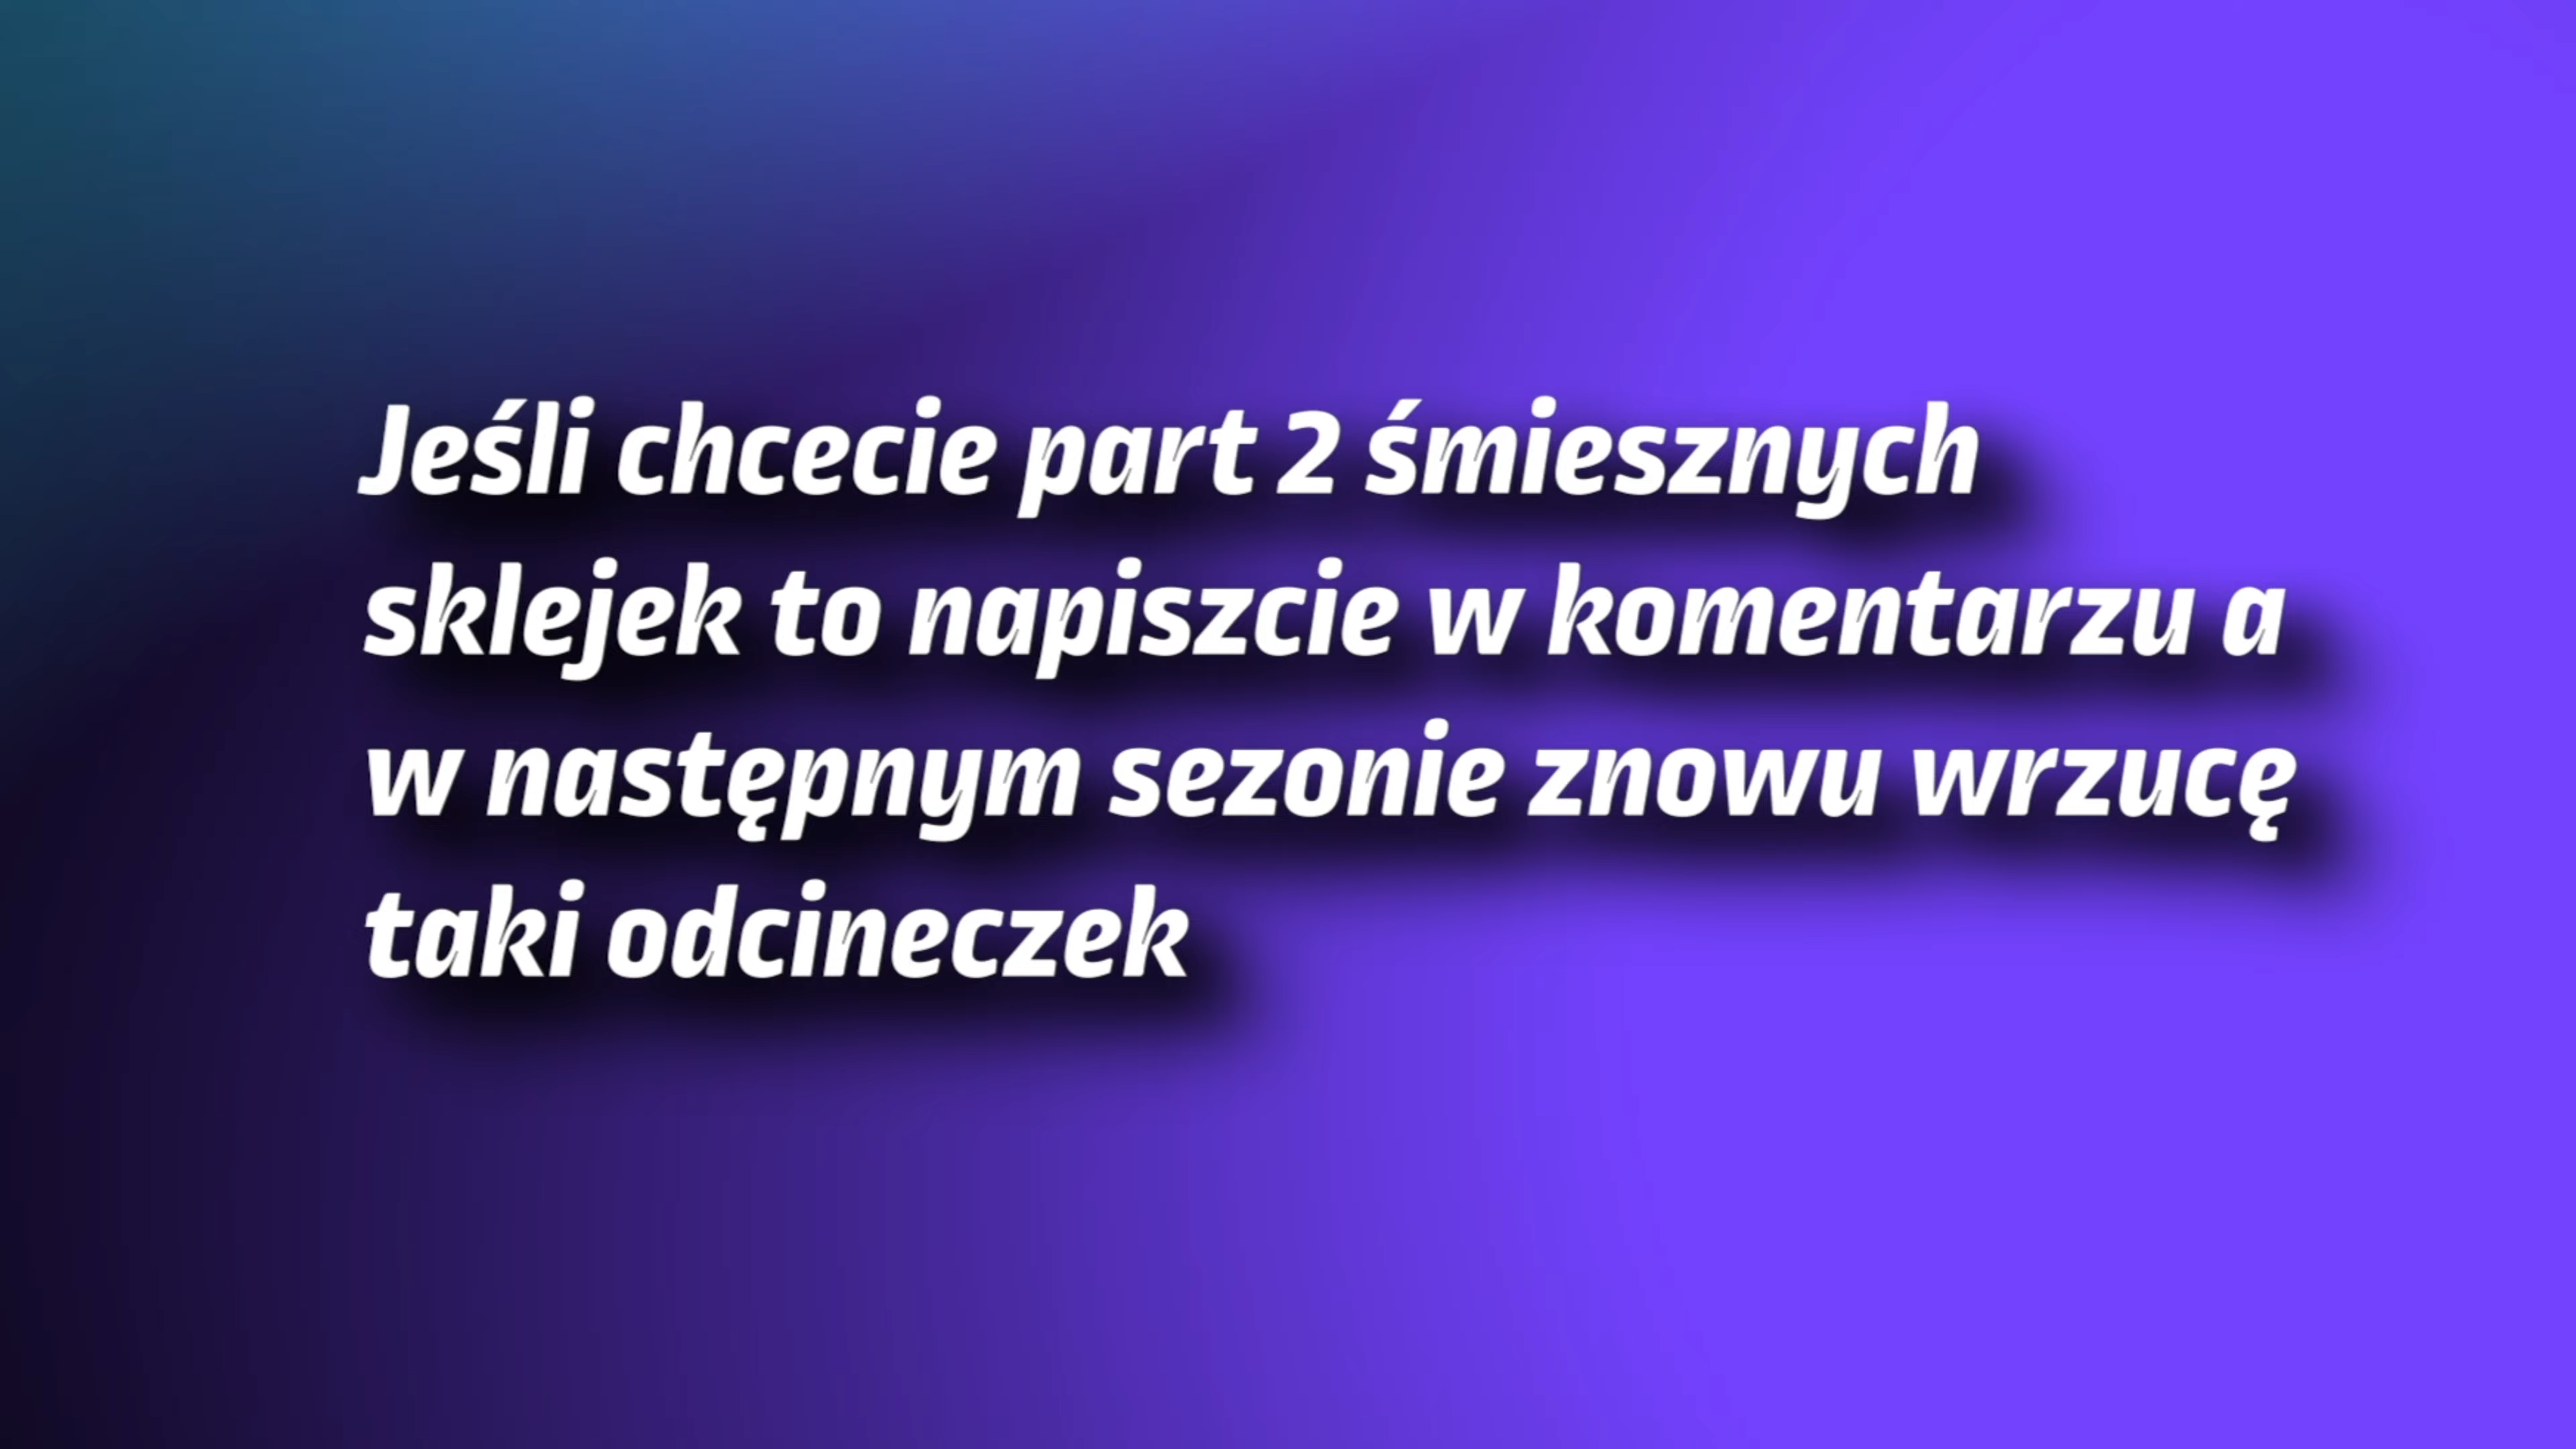 Jeśli chcecie part 2 śmiesznych
sklejek to napiszcie w komentarzu a
w następnym sezonie znowu wrzucę
taki odcineczek